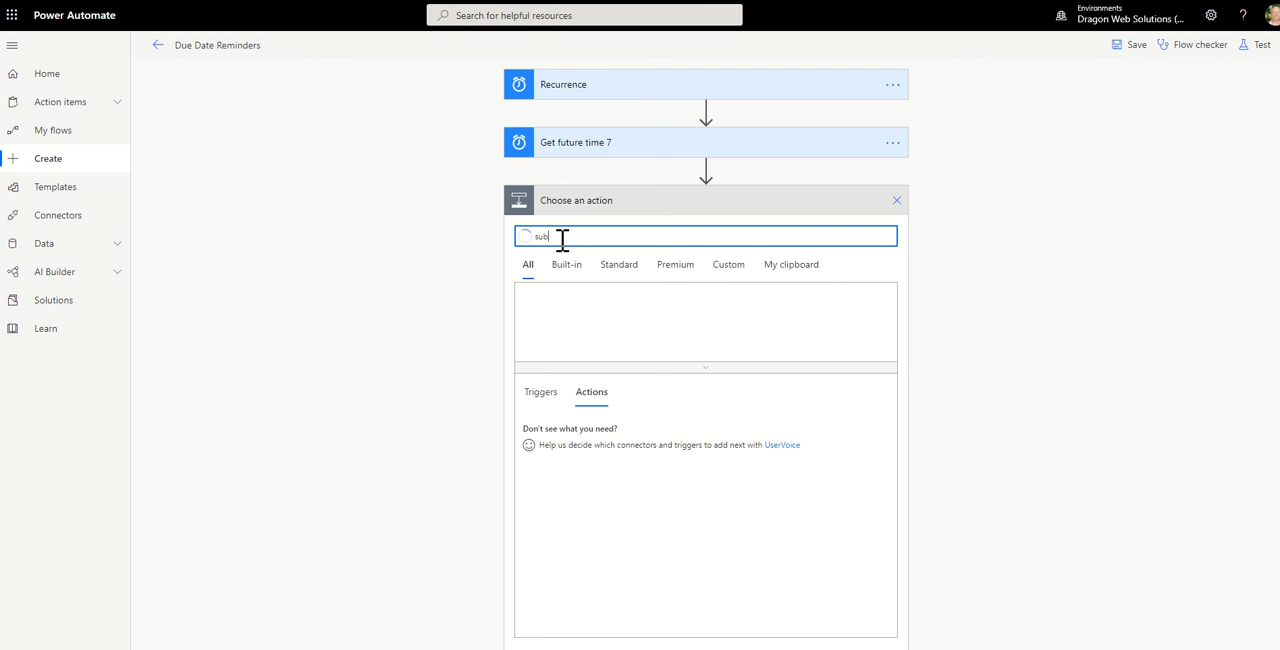 Power Automate
Search for helpful resources
Environments
Dragon Web Solutions (...
?
Due Date Reminders
Save
Flow checker
Test
Home
Action items
My flows
Create
Templates
Connectors
Data
AI Builder
Solutions
Learn
Recurrence
...
Get future time 7
...
Choose an action
sub
All
Built-in
Standard
Premium
Custom
My clipboard
Triggers
Actions
Don't see what you need?
Help us decide which connectors and triggers to add next with UserVoice